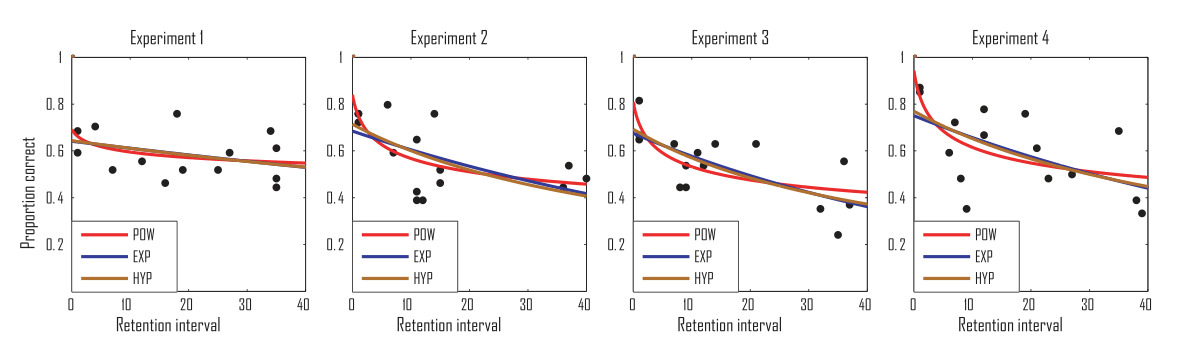 Experiment 1
Experiment 2
Experiment 3
Experiment 4
Proportion correct
1
0.8
0.6
0.4
0.2
POW
EXP
HYP
0
10
20
30
40
Retention interval
1
0.8
0.6
0.4
0.2
POW
EXP
HYP
0
10
20
30
40
Retention interval
1
0.8
0.6
0.4
0.2
POW
EXP
HYP
0
10
20
30
40
Retention interval
1
0.8
0.6
0.4
0.2
POW
EXP
HYP
0
10
20
30
40
Retention interval